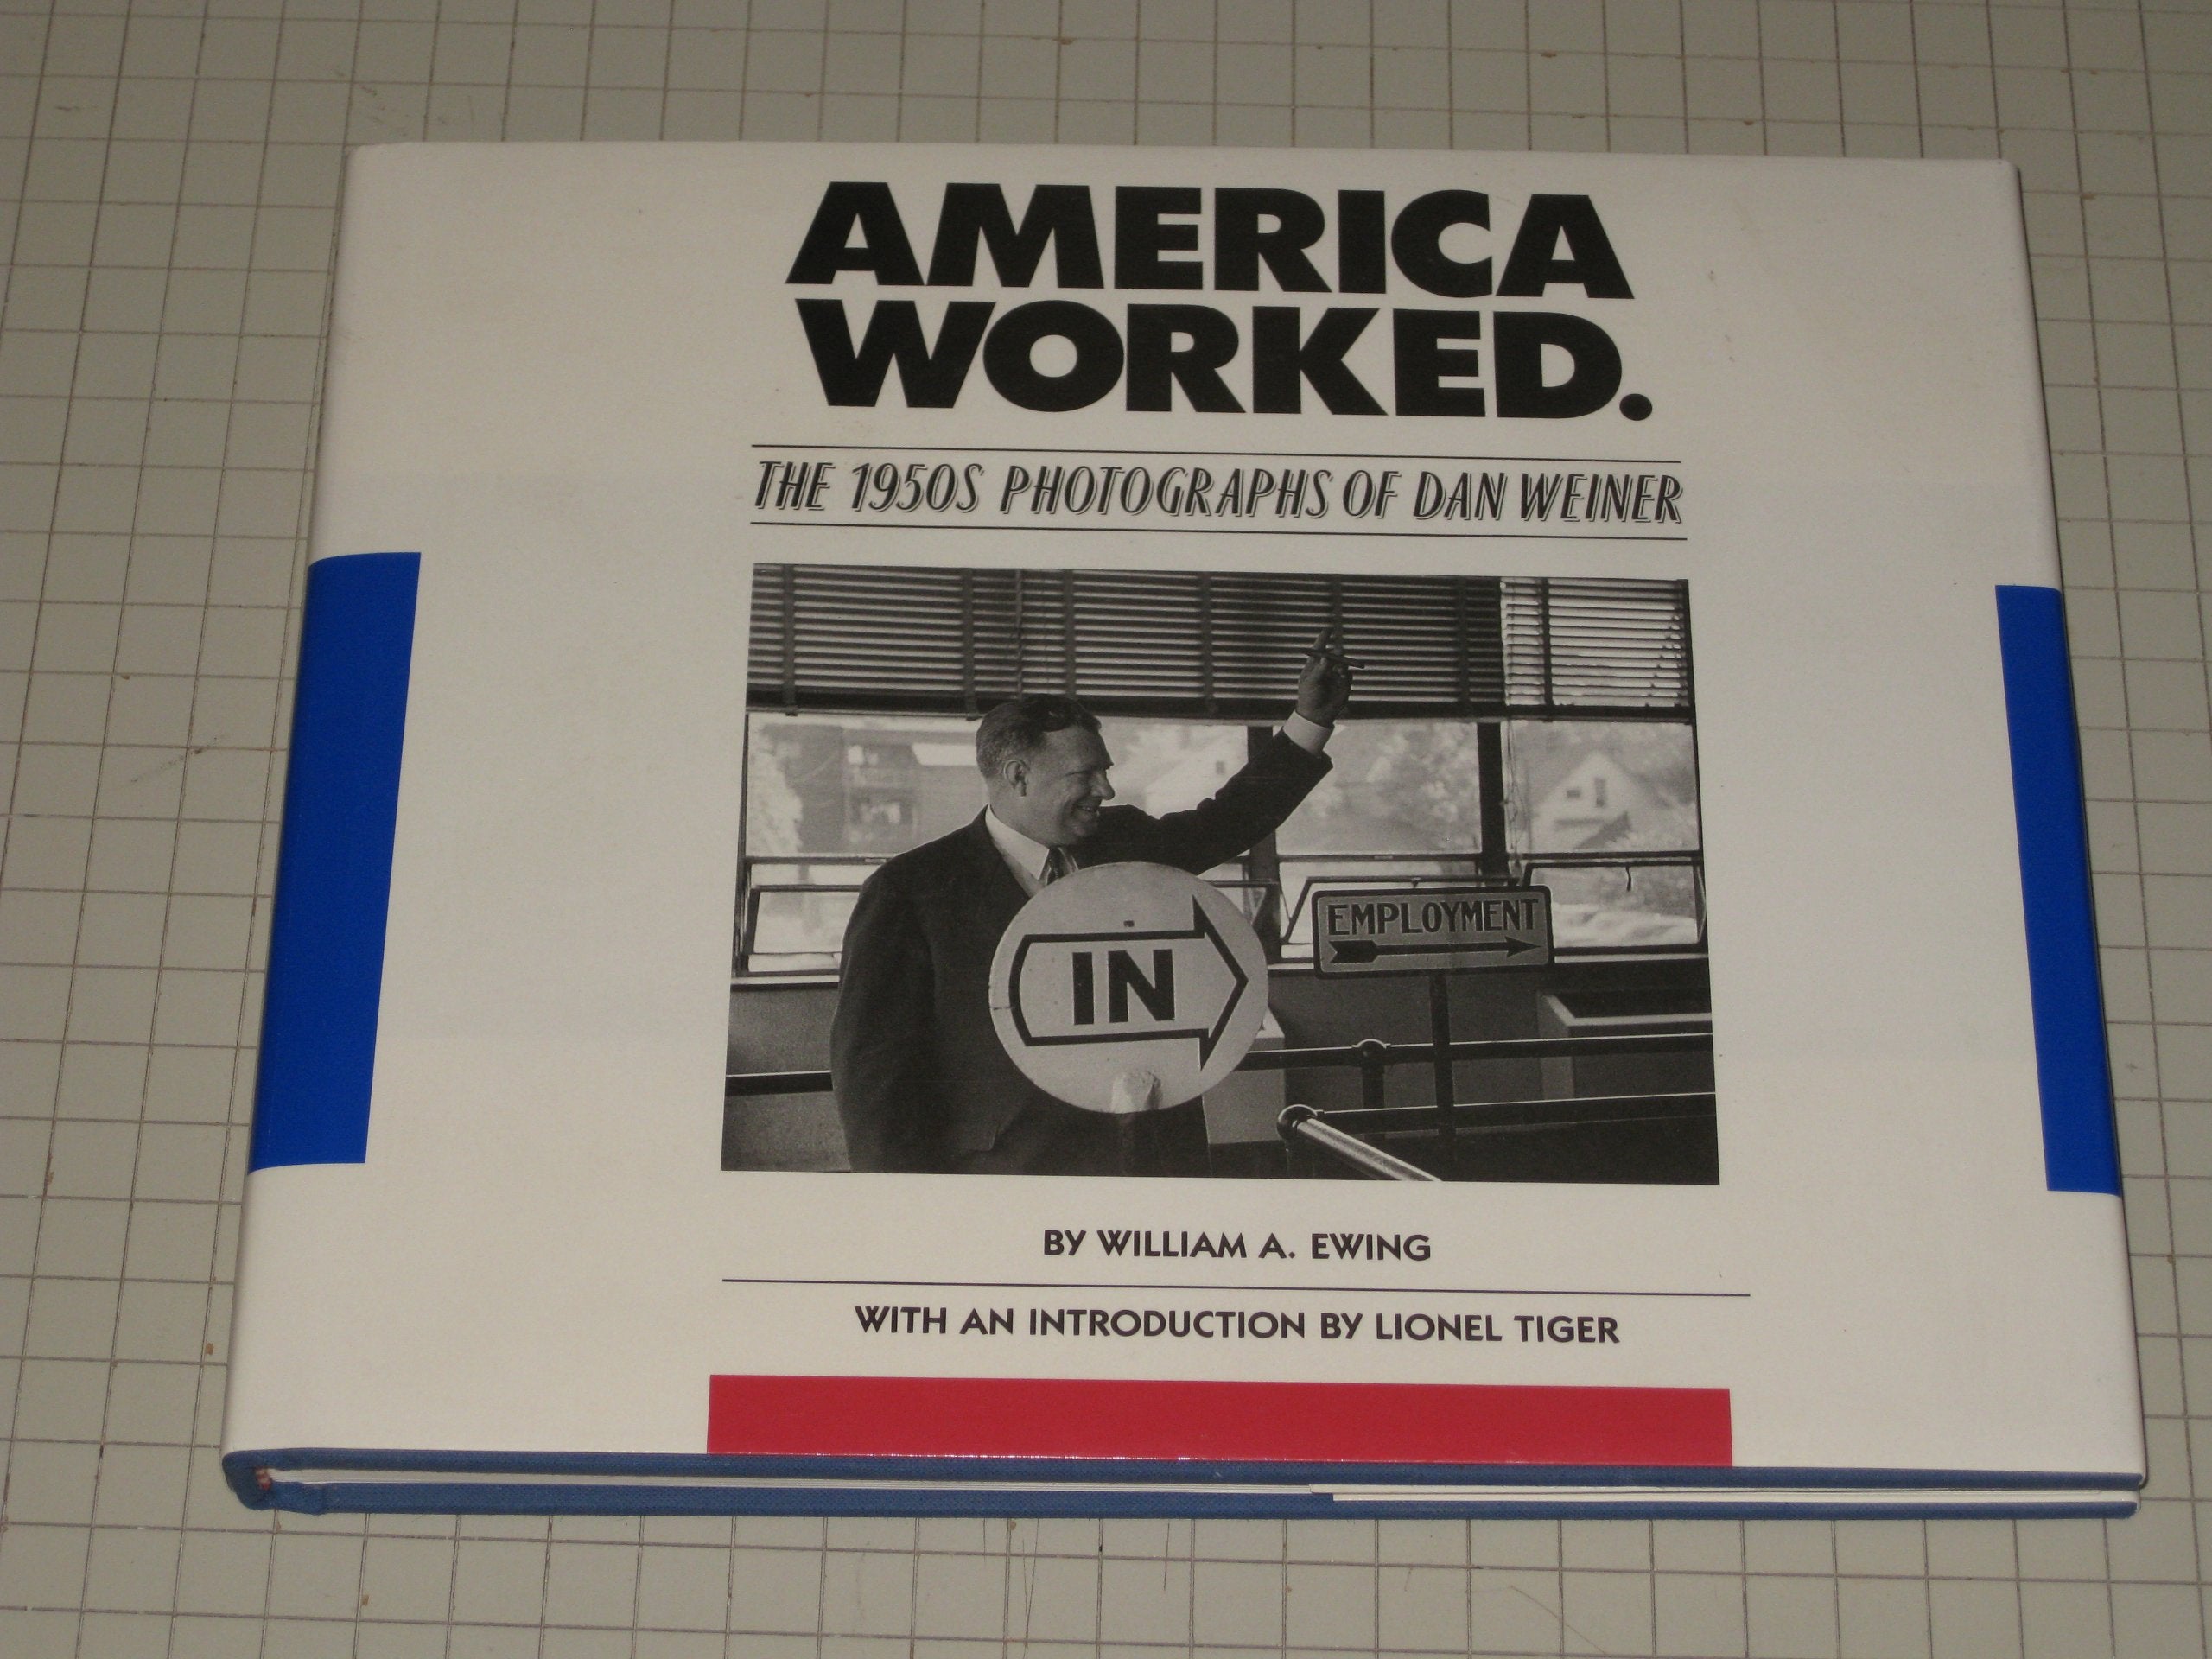 AMERICA
WORKED.
THE 1950S PHOTOGRAPHS OF DAN WEINER
EMPLOYMENT
IN
BY WILLIAM A. EWING
WITH AN INTRODUCTION BY LIONEL TIGER